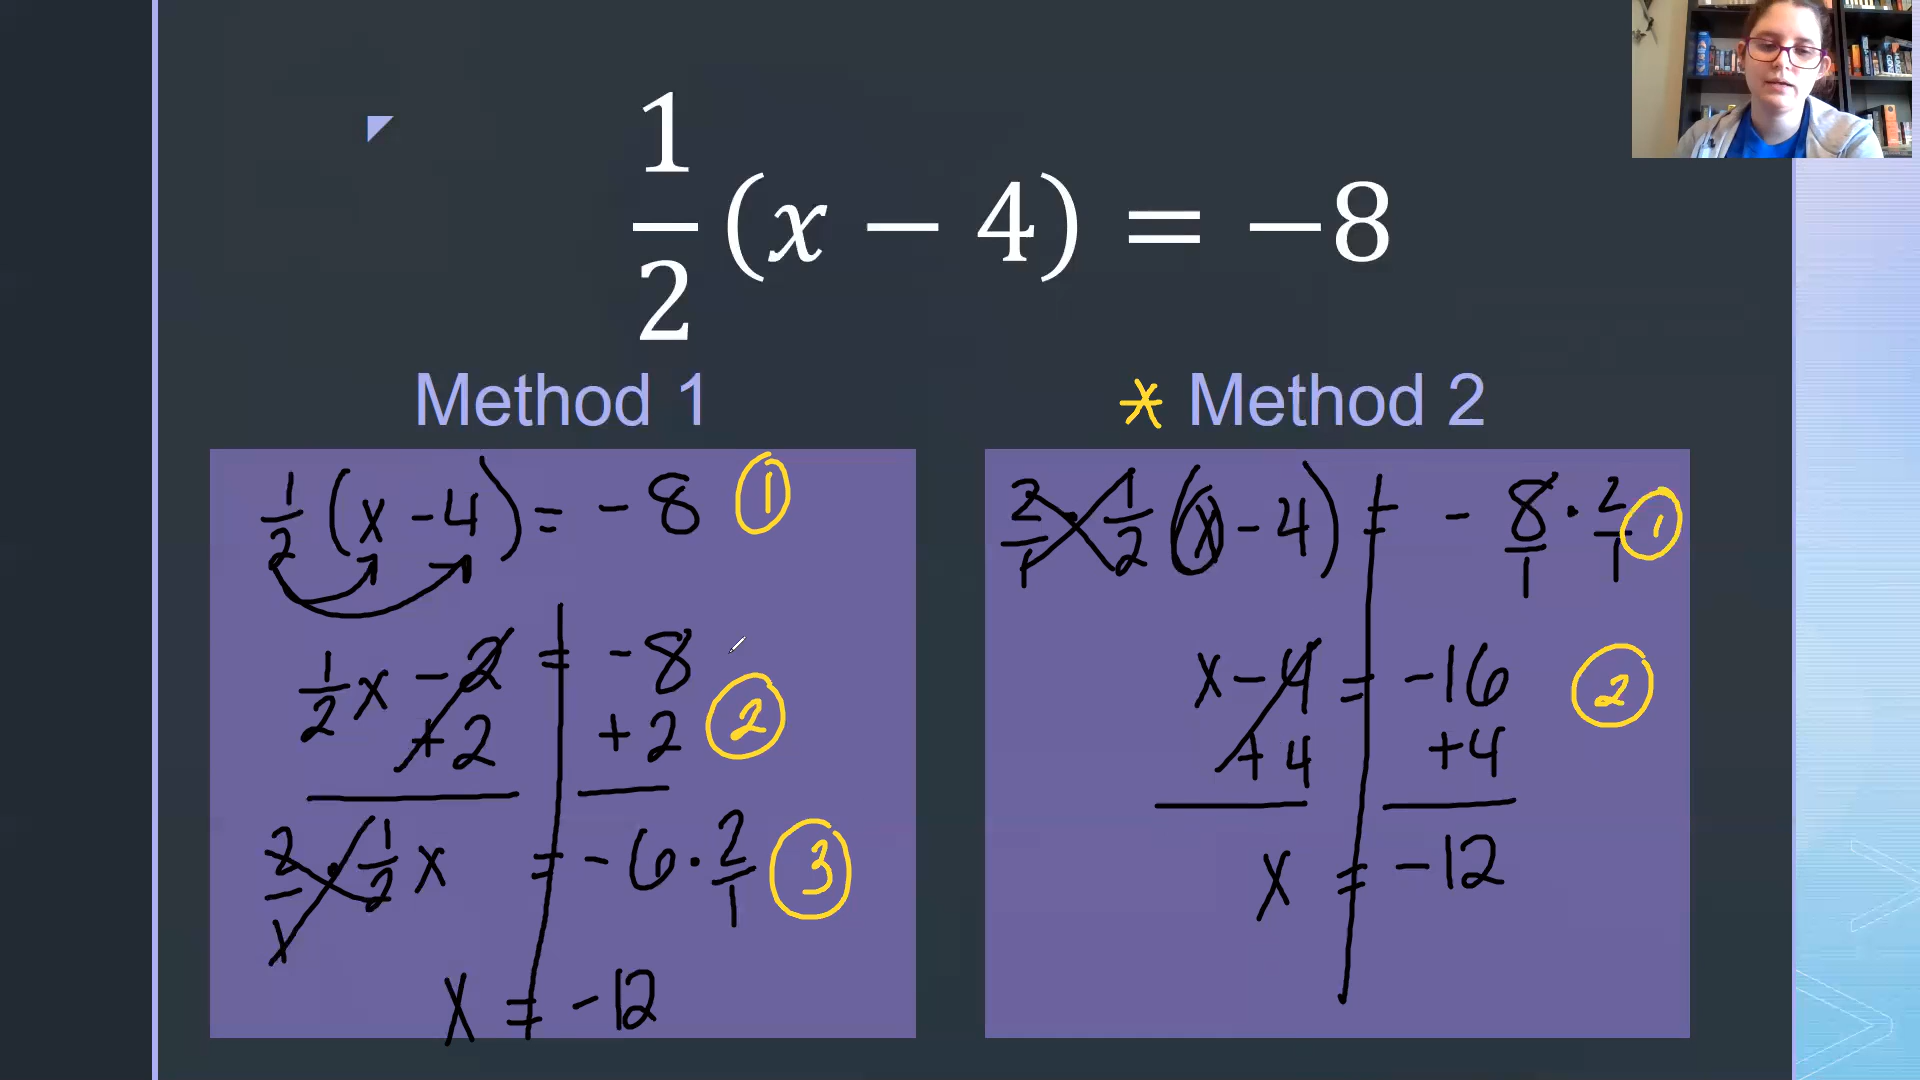 1/2 (x − 4) = −8
Method 1
1/2 (x - 4) = -8 ①
1/2 x - 2 = -8
+2 +2 ②
2/1 · 1/2 x = -6 · 2/1 ③
x = -12
* Method 2
2/1 · 1/2 (x - 4) = - 8/1 · 2/1 ①
x - 4 = -16 ②
+4 +4
x = -12